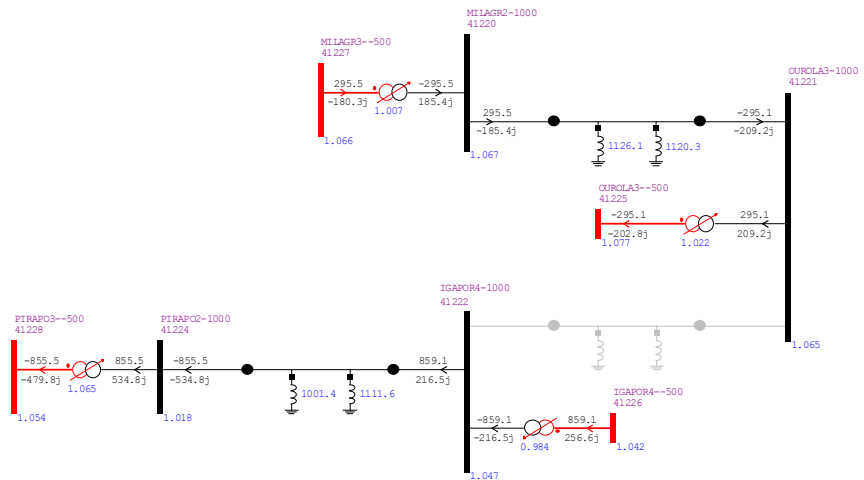 MILAGR2-1000
41220
MILAGR3--500
41227
OUROLA3-1000
41221
295.5
-180.3j
-295.5
185.4j
1.007
1.066
295.5
-185.4j
-295.1
-209.2j
1126.1
1120.3
1.067
OUROLA3--500
41225
-295.1
-202.8j
295.1
209.2j
1.077
1.022
IGAPOR4-1000
41222
PIRAPO3--500
41228
PIRAPO2-1000
41224
1.065
-855.5
-479.8j
855.5
534.8j
1.065
-855.5
-534.8j
859.1
216.5j
1001.4
1111.6
1.054
1.018
IGAPOR4--500
41226
-859.1
-216.5j
859.1
256.6j
0.984
1.042
1.047